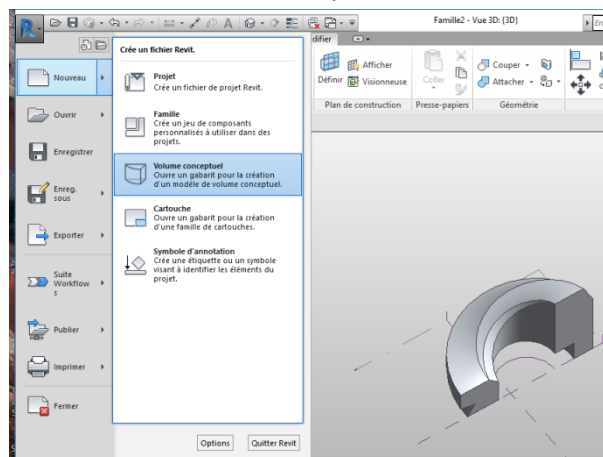 Famille2 - Vue 3D: {3D}
difier
Créé un fichier Revit.
Nouveau
Projet
Crée un fichier de projet Revit.
Famille
Crée un jeu de composants
personnalisés à utiliser dans des
projets.
Volume conceptuel
Ouvre un gabarit pour la création
d'un modèle de volume conceptuel.
Cartouche
Ouvre un gabarit pour la création
d'une famille de cartouches.
Symbole d'annotation
Crée une étiquette ou un symbole
visant à identifier les éléments du
projet.
Ouvrir
Enregistrer
Enreg.
sous
Exporter
Suite
Workflow
s
Publier
Imprimer
Fermer
Options
Quitter Revit
Définir
Afficher
Visionneuse
Plan de construction
Coller
Presse-papiers
Couper
Attacher
Géométrie